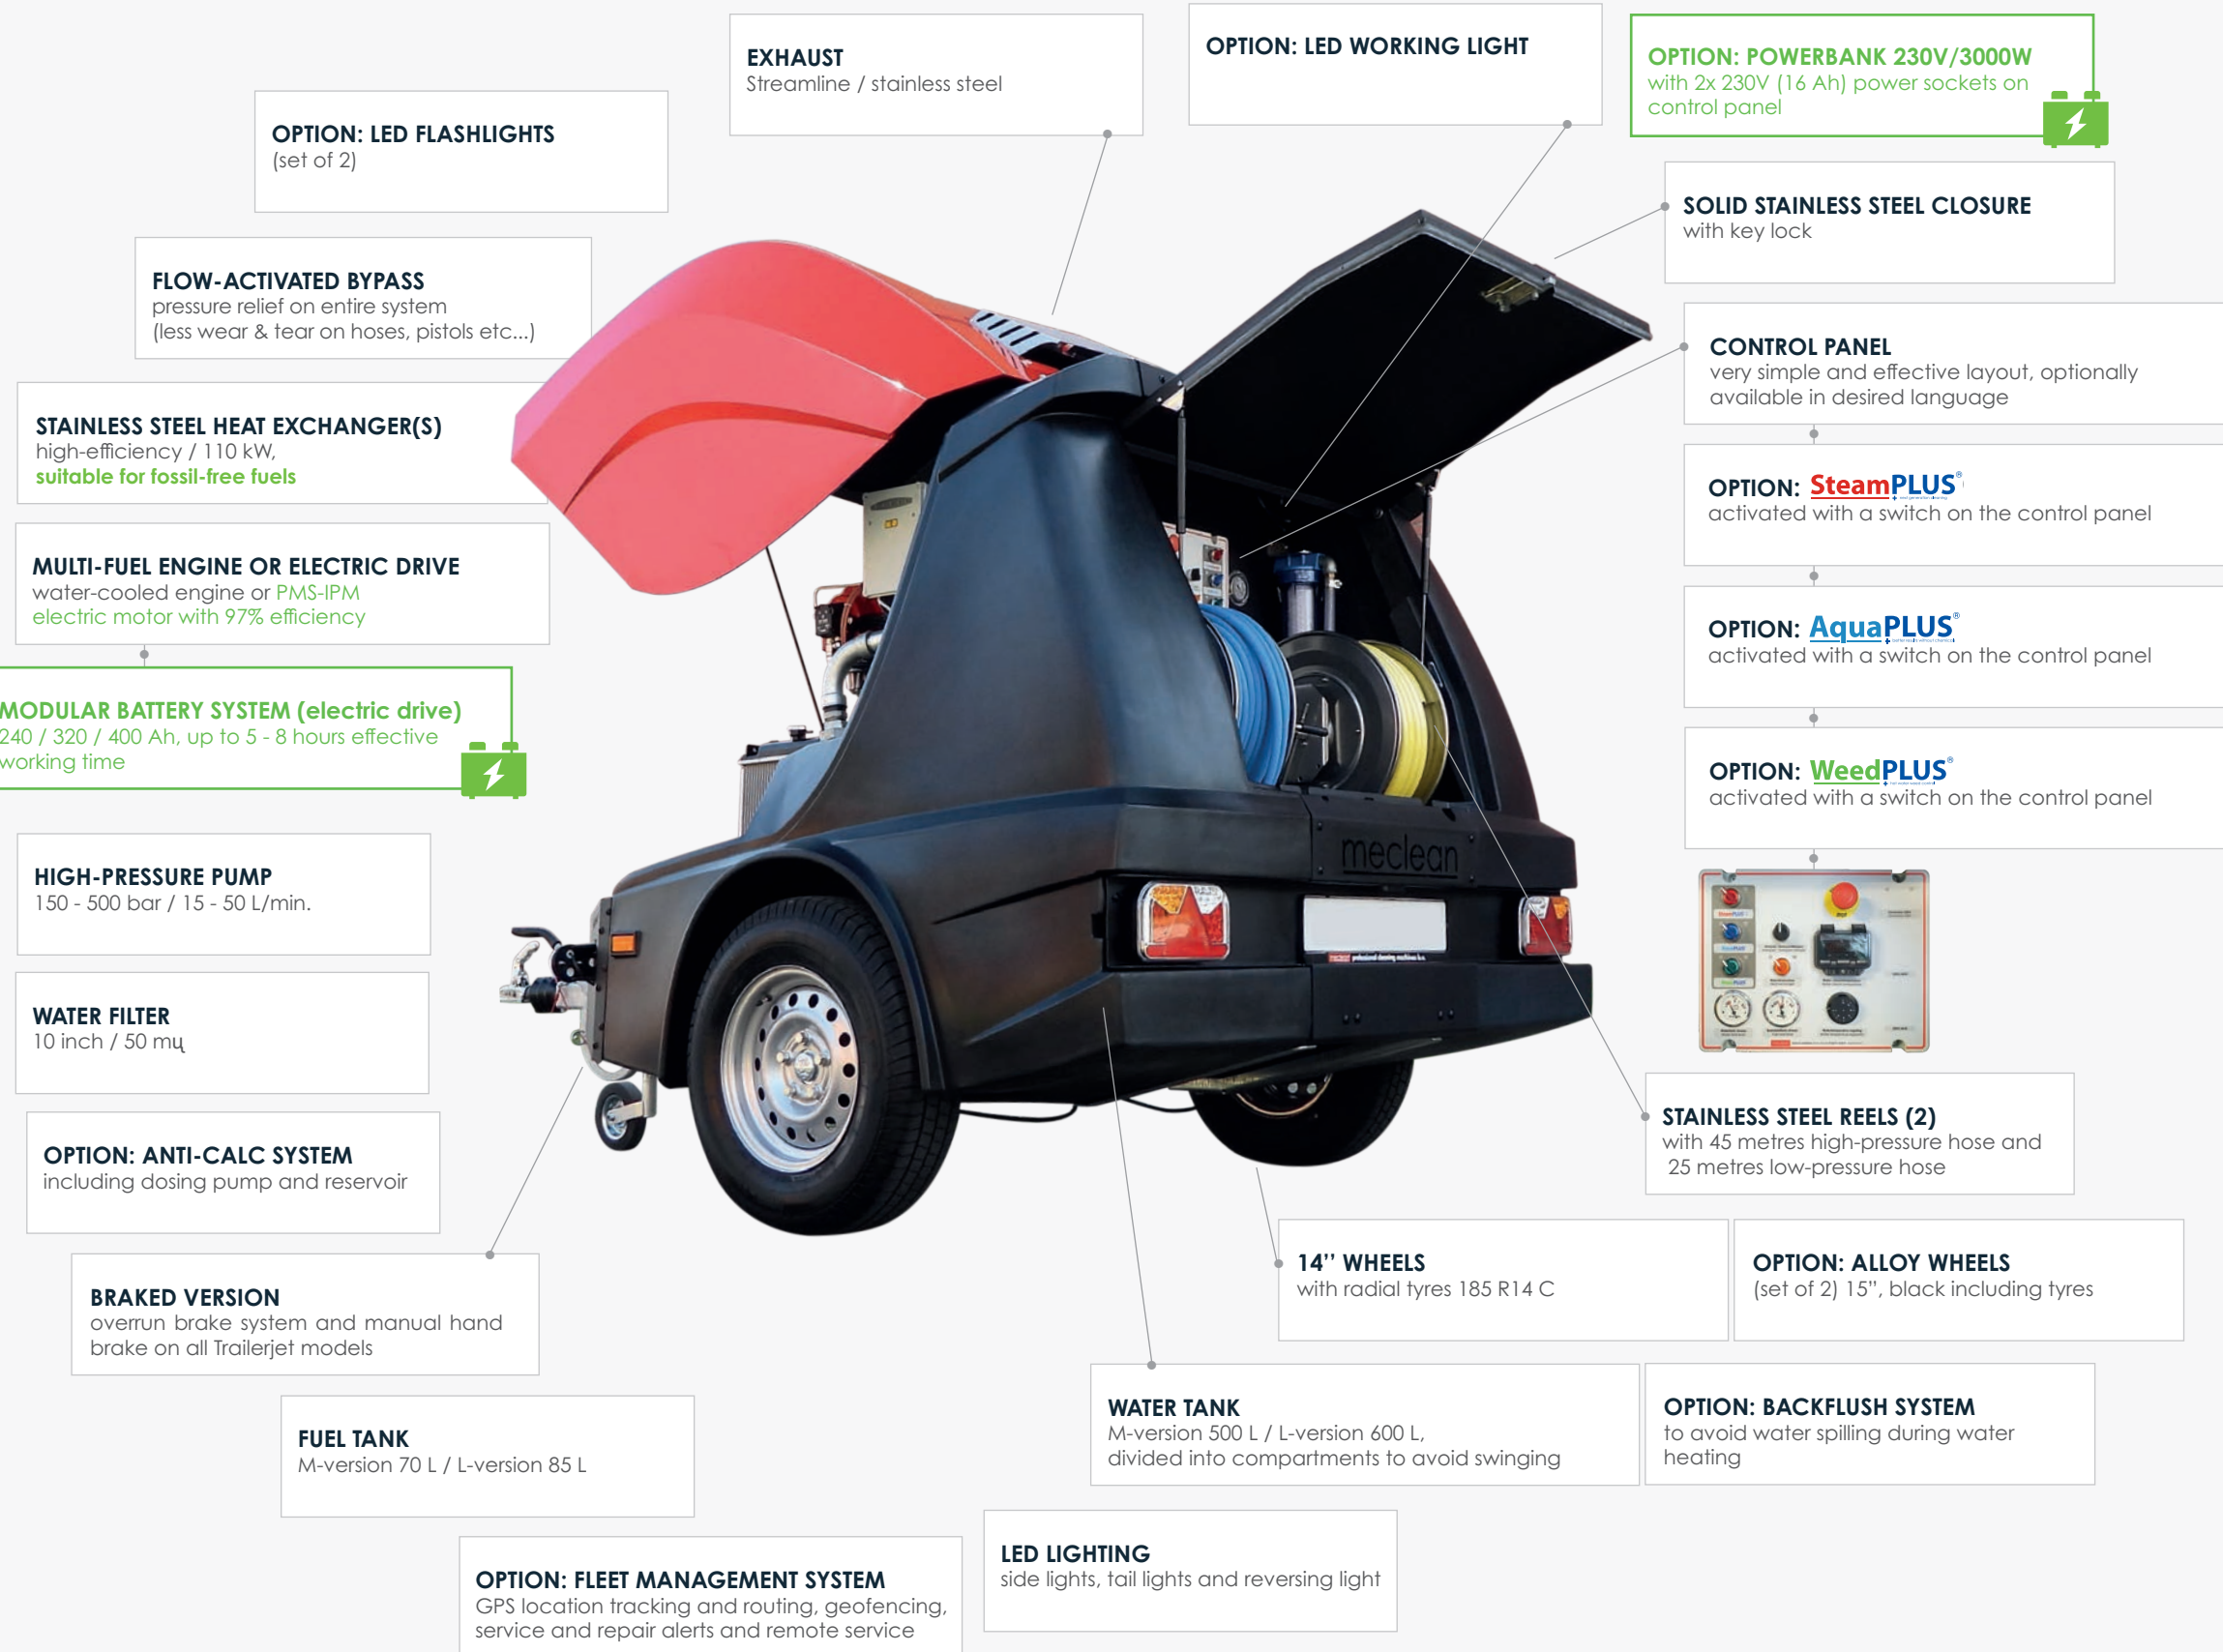 EXHAUST
Streamline / stainless steel
OPTION: LED WORKING LIGHT
OPTION: POWERBANK 230V/3000W
with 2x 230V (16 Ah) power sockets on
control panel
OPTION: LED FLASHLIGHTS
(set of 2)
SOLID STAINLESS STEEL CLOSURE
with key lock
FLOW-ACTIVATED BYPASS
pressure relief on entire system
(less wear & tear on hoses, pistols etc...)
CONTROL PANEL
very simple and effective layout, optionally
available in desired language
STAINLESS STEEL HEAT EXCHANGER(S)
high-efficiency / 110 kW,
suitable for fossil-free fuels
OPTION: SteamPLUS®
activated with a switch on the control panel
MULTI-FUEL ENGINE OR ELECTRIC DRIVE
water-cooled engine or PMS-IPM
electric motor with 97% efficiency
OPTION: AquaPLUS®
activated with a switch on the control panel
MODULAR BATTERY SYSTEM (electric drive)
240 / 320 / 400 Ah, up to 5 - 8 hours effective
working time
OPTION: WeedPLUS®
activated with a switch on the control panel
HIGH-PRESSURE PUMP
150 - 500 bar / 15 - 50 L/min.
meclean
meclean professional cleaning machines b.v.
WATER FILTER
10 inch / 50 mц
OPTION: ANTI-CALC SYSTEM
including dosing pump and reservoir
STAINLESS STEEL REELS (2)
with 45 metres high-pressure hose and
25 metres low-pressure hose
BRAKED VERSION
overrun brake system and manual hand
brake on all Trailerjet models
14’’ WHEELS
with radial tyres 185 R14 C
OPTION: ALLOY WHEELS
(set of 2) 15”, black including tyres
FUEL TANK
M-version 70 L / L-version 85 L
WATER TANK
M-version 500 L / L-version 600 L,
divided into compartments to avoid swinging
OPTION: BACKFLUSH SYSTEM
to avoid water spilling during water
heating
OPTION: FLEET MANAGEMENT SYSTEM
GPS location tracking and routing, geofencing,
service and repair alerts and remote service
LED LIGHTING
side lights, tail lights and reversing light